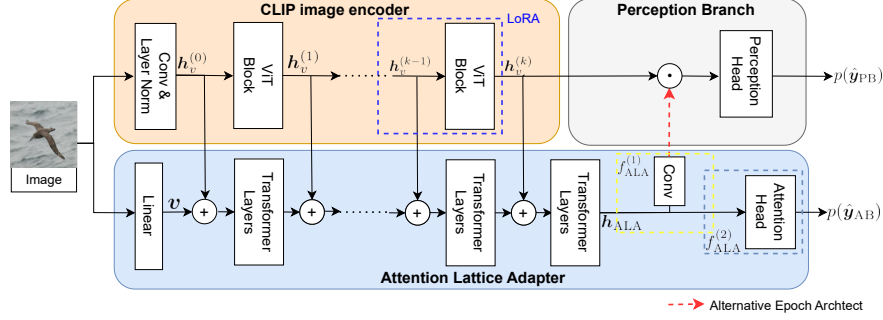 CLIP image encoder
LoRA
Perception Branch
Conv &
Layer Norm
h_v^{(0)}
ViT
Block
h_v^{(1)}
........
h_v^{(k−1)}
ViT
Block
h_v^{(k)}
Perception
Head
p(ŷ_PB)
Image
f_ALA^{(1)}
Conv
Linear
v
+
Transformer
Layers
+
........
+
Transformer
Layers
+
Transformer
Layers
h_ALA
f_ALA^{(2)}
Attention
Head
p(ŷ_AB)
Attention Lattice Adapter
Alternative Epoch Architect